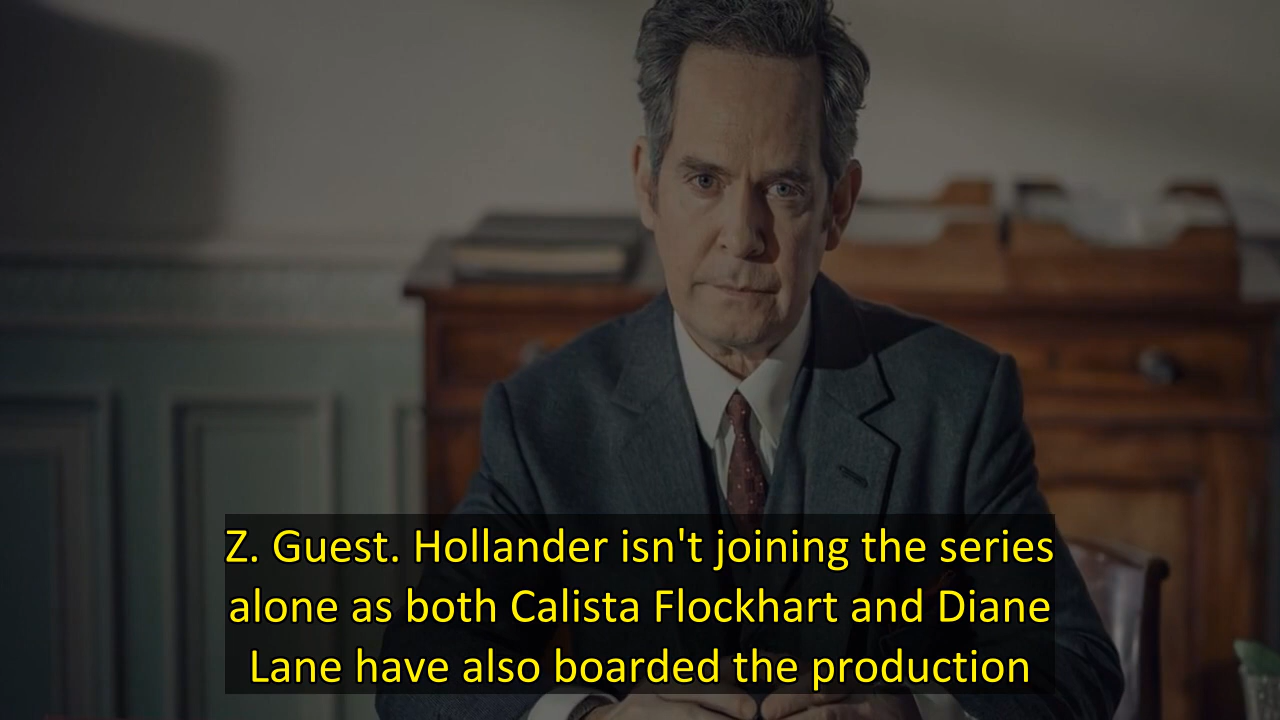 Z. Guest. Hollander isn't joining the series
alone as both Calista Flockhart and Diane
Lane have also boarded the production